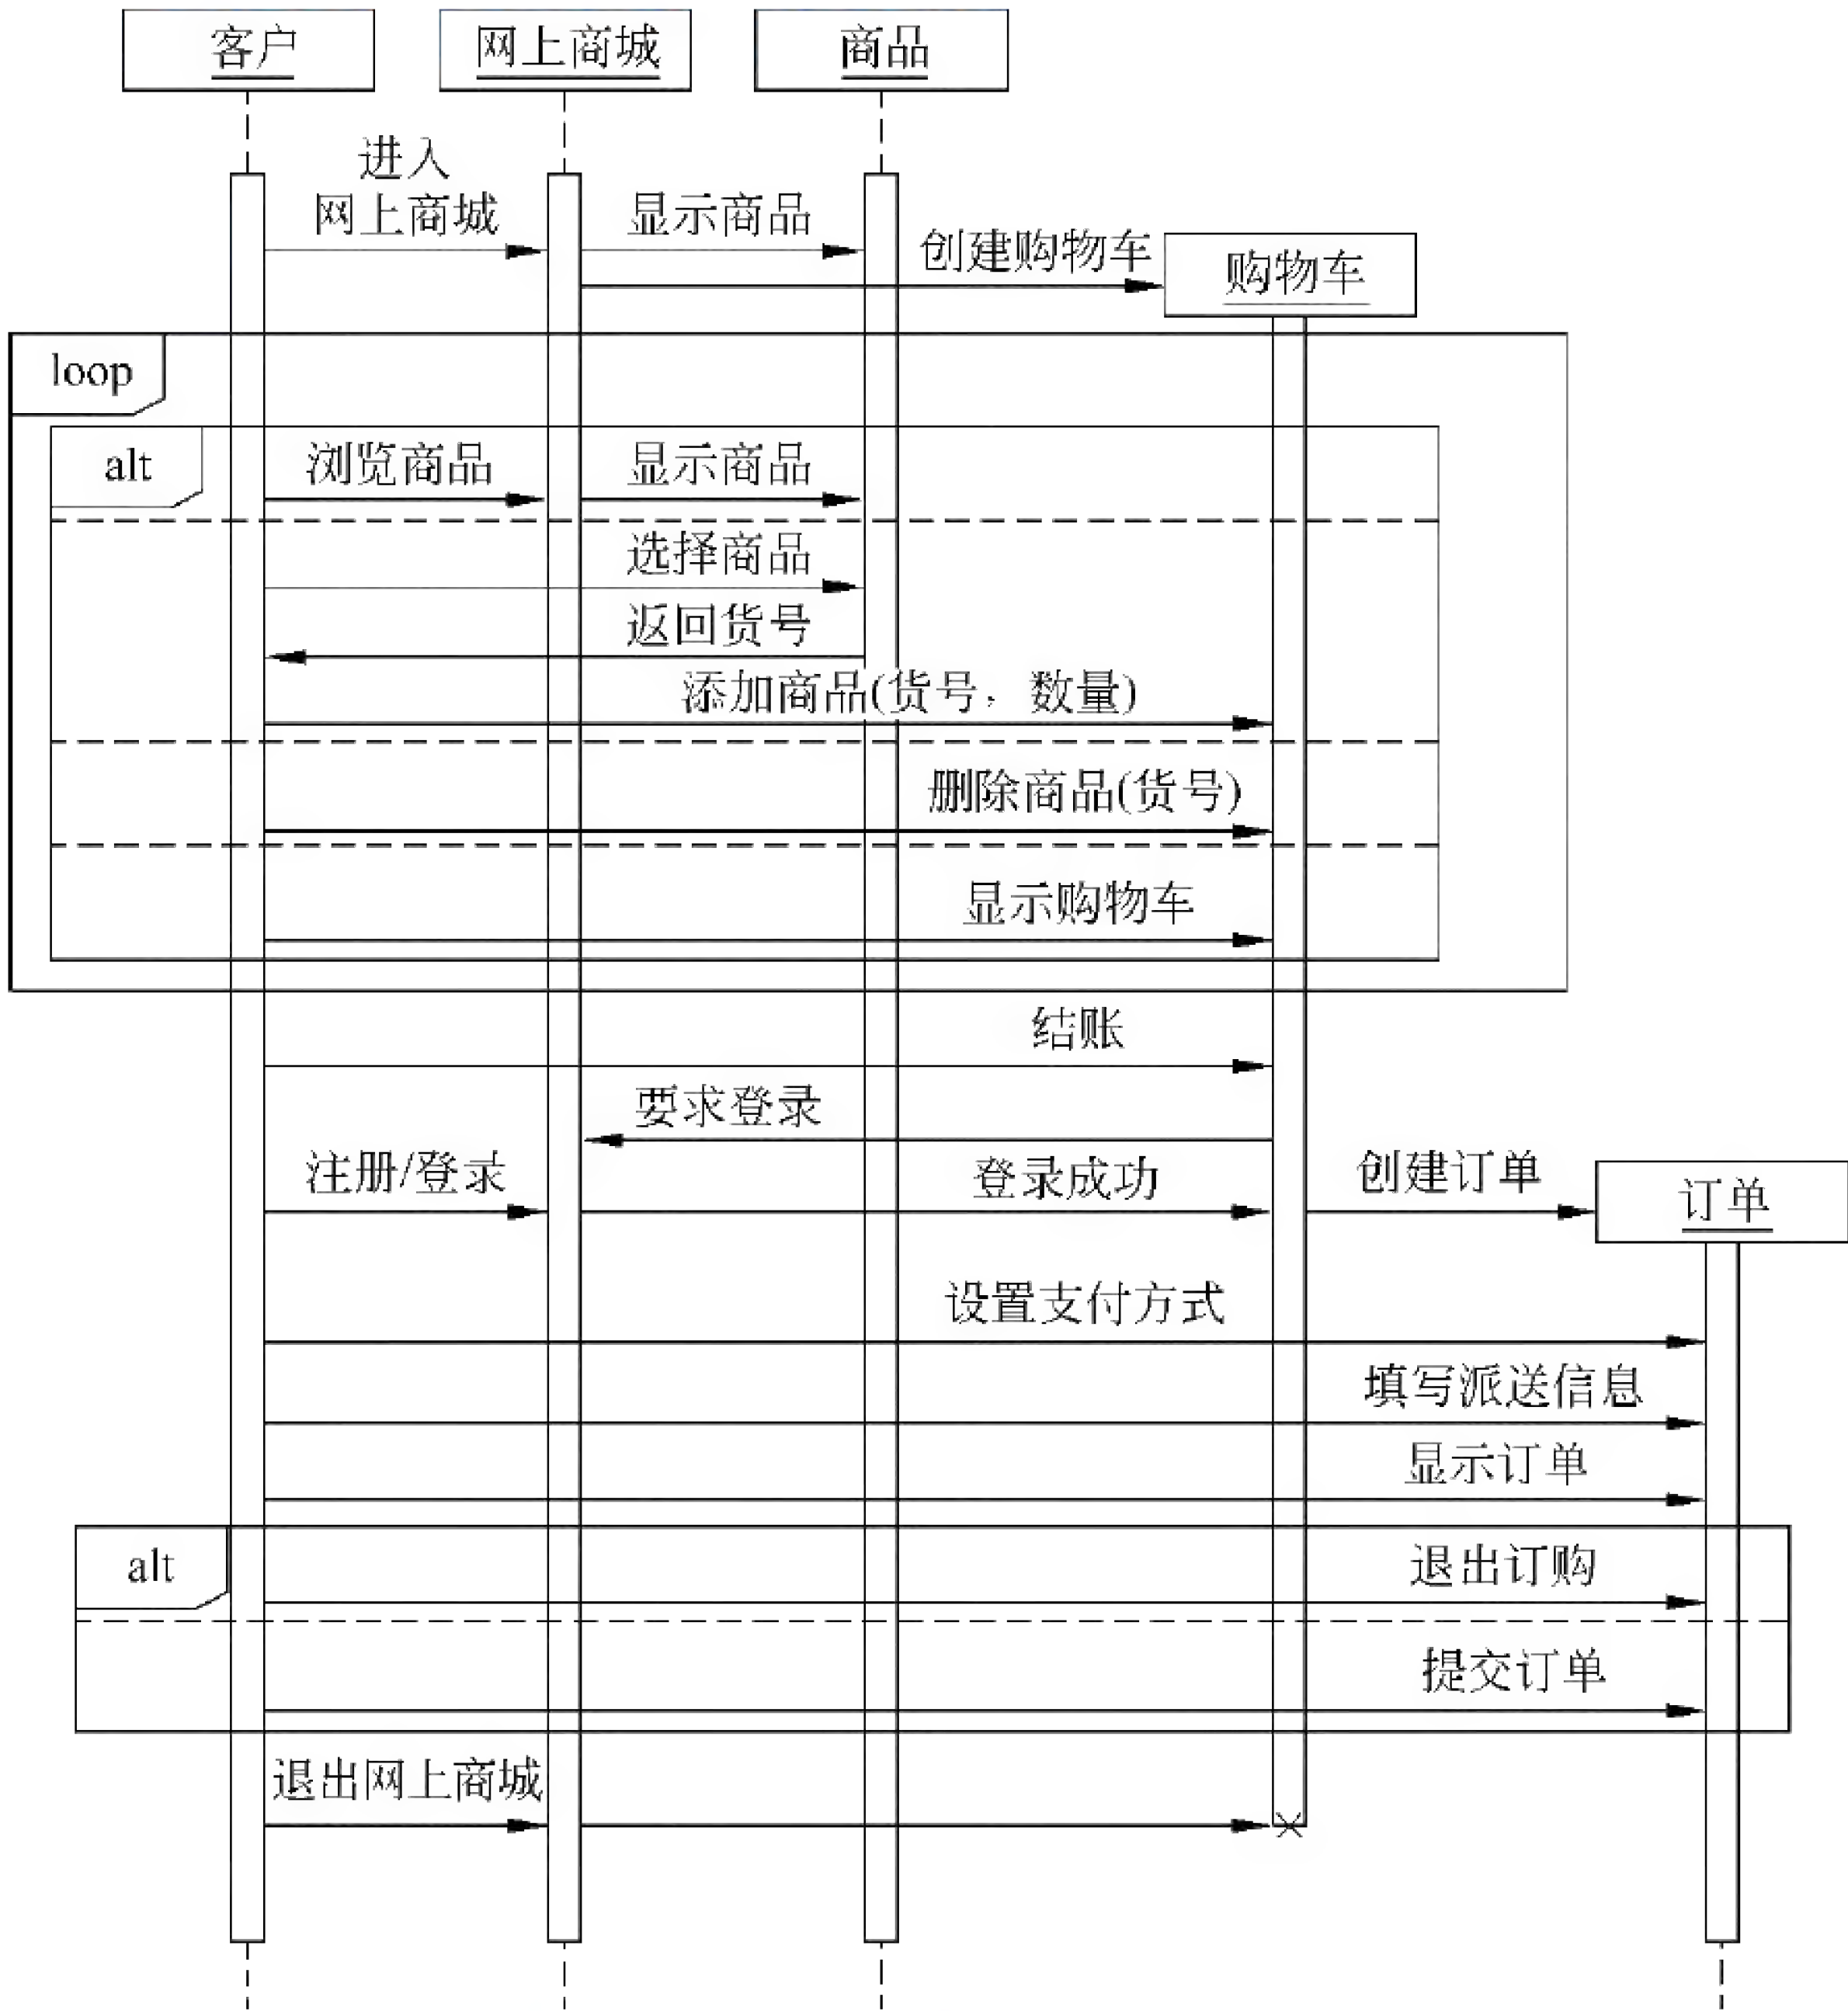 客户
网上商城
商品
进入
网上商城
显示商品
创建购物车
购物车
loop
alt
浏览商品
显示商品
选择商品
返回货号
添加商品(货号，数量)
删除商品(货号)
显示购物车
结账
要求登录
注册/登录
登录成功
创建订单
订单
设置支付方式
填写派送信息
显示订单
alt
退出订购
提交订单
退出网上商城